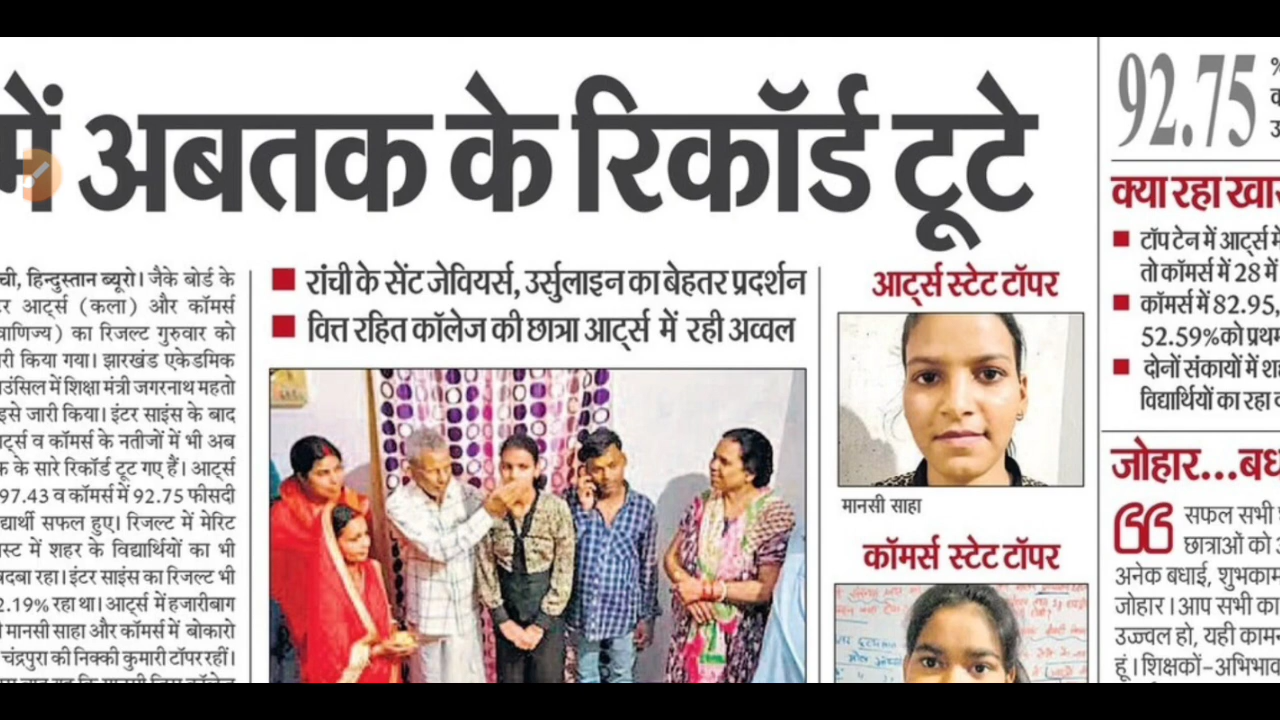 में अबतक के रिकॉर्ड टूटे
ची, हिन्दुस्तान ब्यूरो। जैके बोर्ड के
टर आर्ट्स (कला) और कॉमर्स
वाणिज्य) का रिजल्ट गुरुवार को
री किया गया। झारखंड एकेडमिक
उंसिल में शिक्षा मंत्री जगरनाथ महतो
इसे जारी किया। इंटर साइंस के बाद
र्ट्स व कॉमर्स के नतीजों में भी अब
क के सारे रिकॉर्ड टूट गए हैं। आर्ट्स
97.43 व कॉमर्स में 92.75 फीसदी
द्यार्थी सफल हुए। रिजल्ट में मेरिट
स्ट में शहर के विद्यार्थियों का भी
बदबा रहा। इंटर साइंस का रिजल्ट भी
2.19% रहा था। आर्ट्स में हजारीबाग
मानसी साहा और कॉमर्स में बोकारो
चंद्रपुरा की निक्की कुमारी टॉपर रहीं।
■ रांची के सेंट जेवियर्स, उर्सुलाइन का बेहतर प्रदर्शन
■ वित्त रहित कॉलेज की छात्रा आर्ट्स में रही अव्वल
आर्ट्स स्टेट टॉपर
मानसी साहा
कॉमर्स स्टेट टॉपर
92.75 %
क्या रहा खा
■ टॉप टेन में आर्ट्स में
तो कॉमर्स में 28 में
■ कॉमर्स में 82.95,
52.59% को प्रथम
■ दोनों संकायों में श
विद्यार्थियों का रहा
जोहार...बध
सफल सभी
छात्राओं को
अनेक बधाई, शुभकाम
जोहार। आप सभी का
उज्ज्वल हो, यही काम
हूं। शिक्षकों-अभिभाव